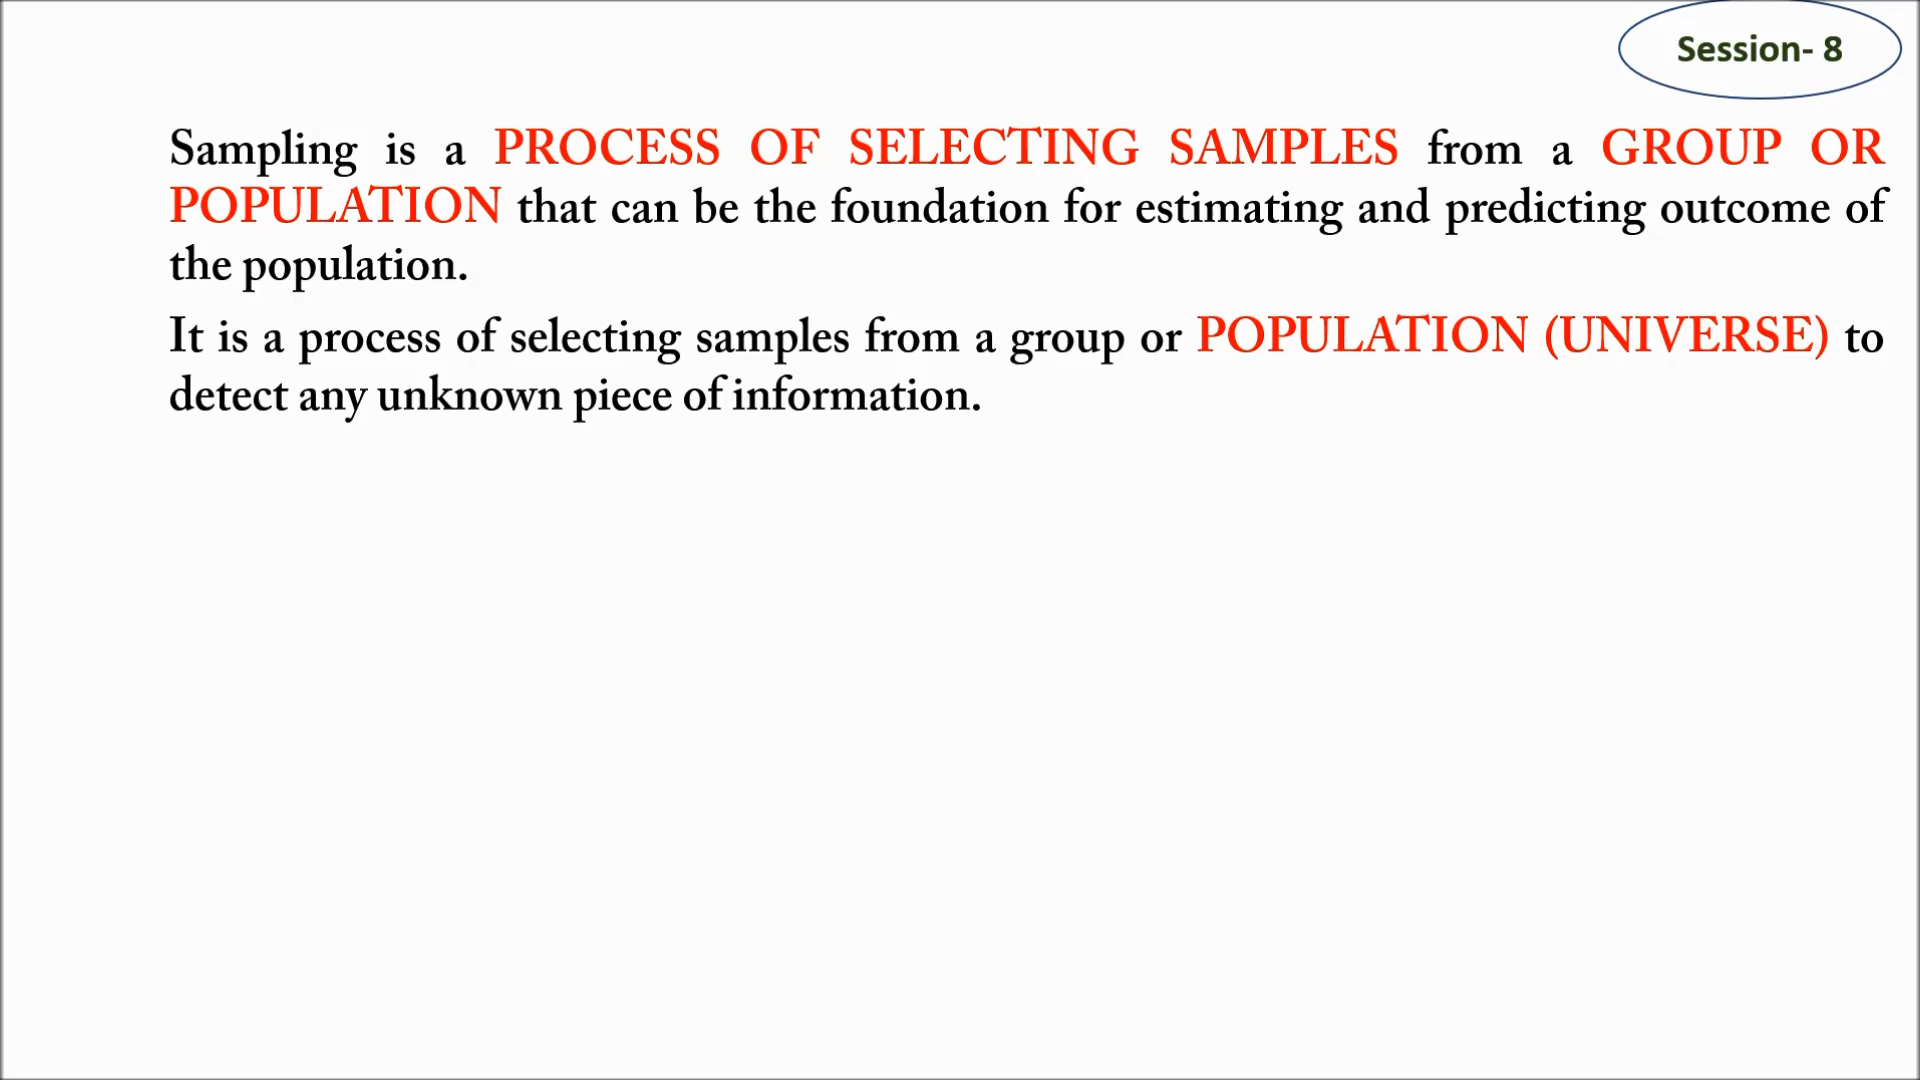 Session- 8
Sampling is a PROCESS OF SELECTING SAMPLES from a GROUP OR
POPULATION that can be the foundation for estimating and predicting outcome of
the population.
It is a process of selecting samples from a group or POPULATION (UNIVERSE) to
detect any unknown piece of information.